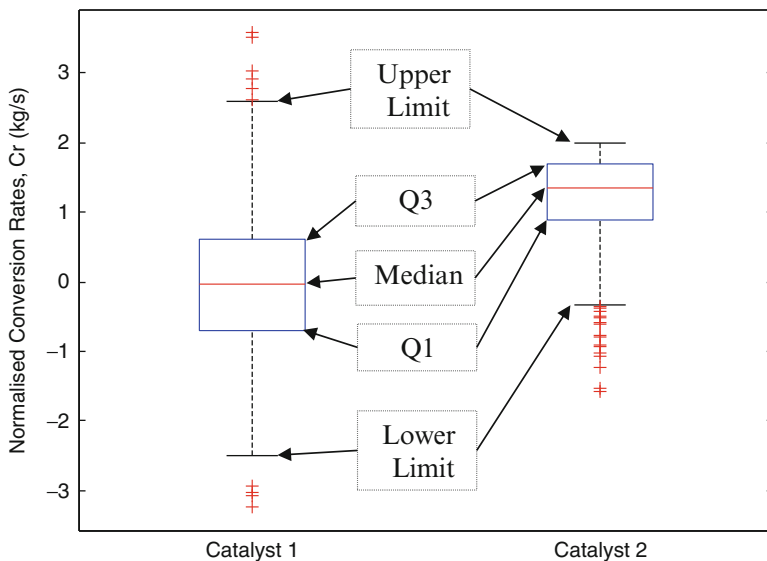 Normalised Conversion Rates, Cr (kg/s)
3
2
1
0
−1
−2
−3
Upper
Limit
Q3
Median
Q1
Lower
Limit
Catalyst 1
Catalyst 2